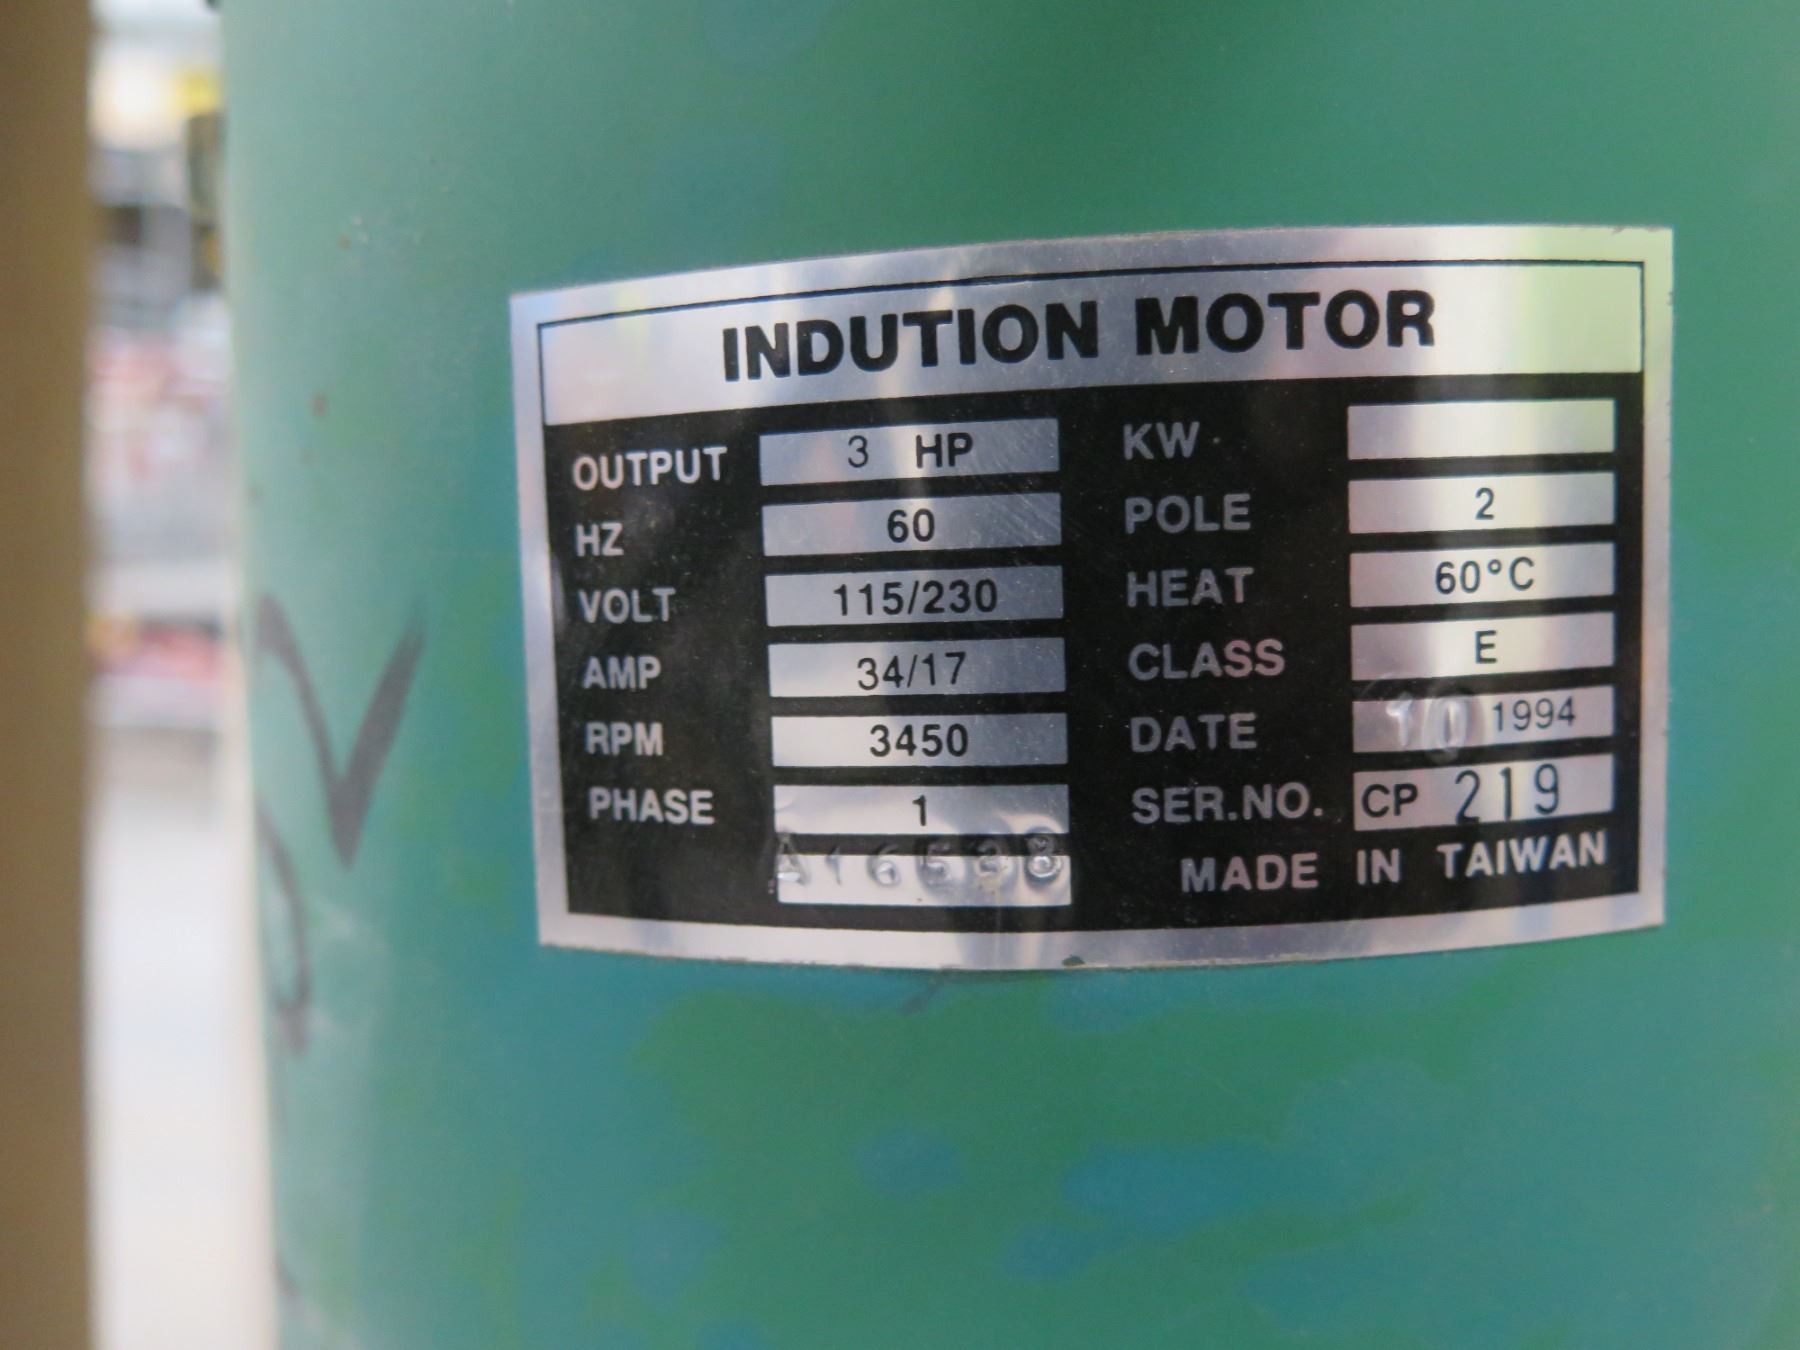 INDUTION MOTOR
OUTPUT 3 HP KW
HZ 60 POLE 2
VOLT 115/230 HEAT 60°C
AMP 34/17 CLASS E
RPM 3450 DATE 10 1994
PHASE 1 SER.NO. CP 219
MADE IN TAIWAN